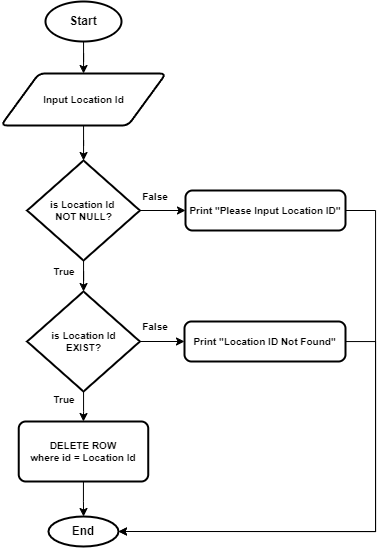 Start
Input Location Id
is Location Id
NOT NULL?
False
Print "Please Input Location ID"
True
is Location Id
EXIST?
False
Print "Location ID Not Found"
True
DELETE ROW
where id = Location Id
End